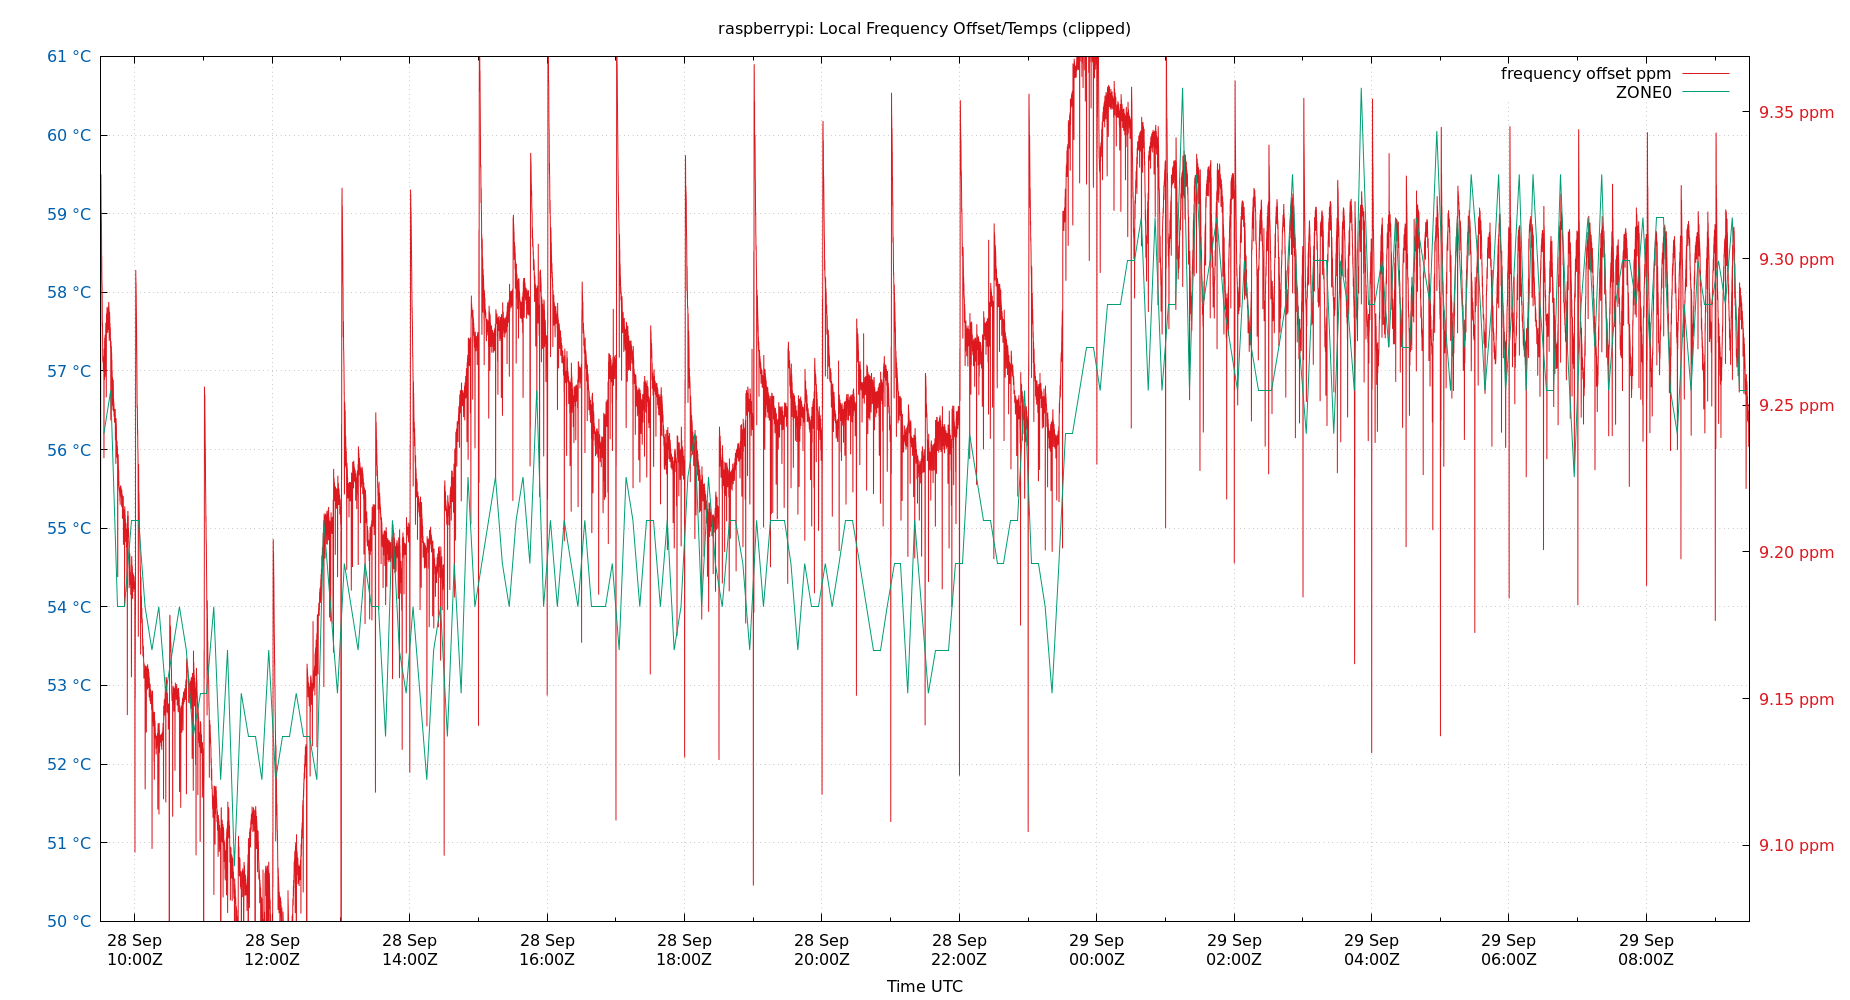 raspberrypi: Local Frequency Offset/Temps (clipped)
frequency offset ppm
ZONE0
61 °C
60 °C
59 °C
58 °C
57 °C
56 °C
55 °C
54 °C
53 °C
52 °C
51 °C
50 °C
9.35 ppm
9.30 ppm
9.25 ppm
9.20 ppm
9.15 ppm
9.10 ppm
28 Sep
10:00Z
28 Sep
12:00Z
28 Sep
14:00Z
28 Sep
16:00Z
28 Sep
18:00Z
28 Sep
20:00Z
28 Sep
22:00Z
29 Sep
00:00Z
29 Sep
02:00Z
29 Sep
04:00Z
29 Sep
06:00Z
29 Sep
08:00Z
Time UTC